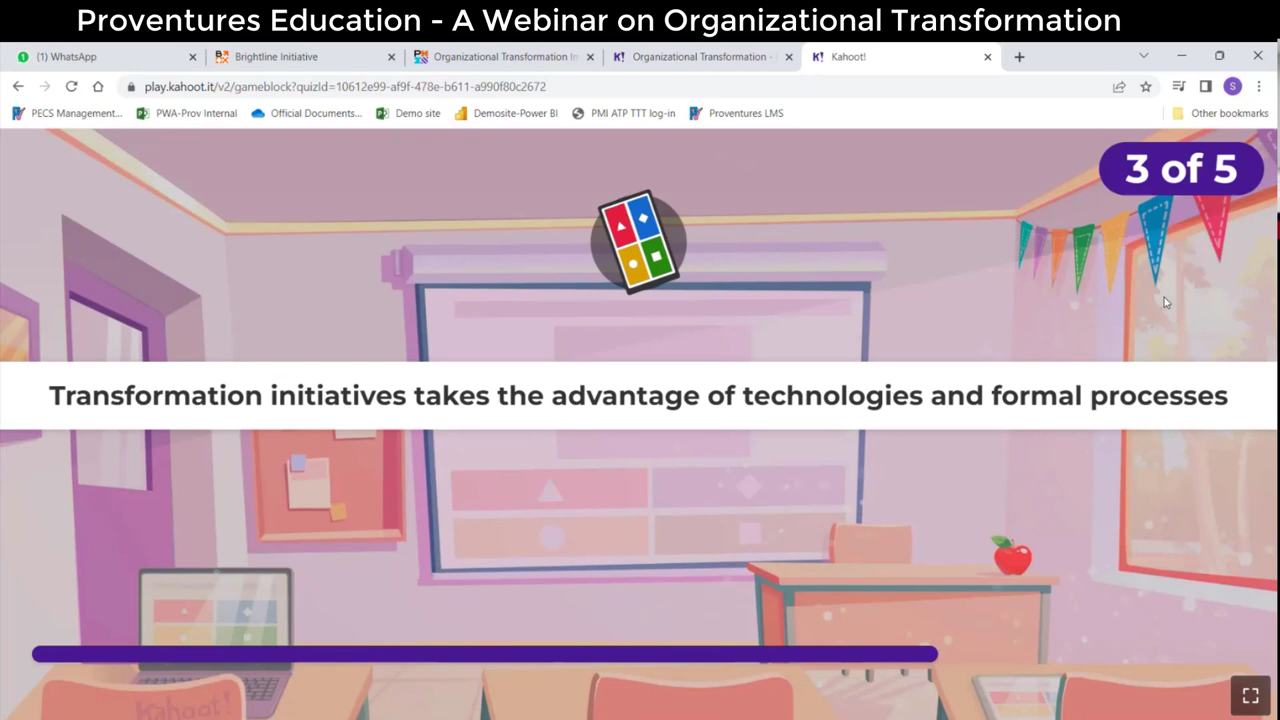 Proventures Education - A Webinar on Organizational Transformation
(1) WhatsApp
Brightline Initiative
Organizational Transformation In
Organizational Transformation -
Kahoot!
play.kahoot.it/v2/gameblock?quizId=10612e99-af9f-478e-b611-a590f82c2672
S
PECS Management...
PWA-Prov Internal
Official Documents...
Demo site
Demosite-Power BI
PMI ATP TTT log-in
Proventures LMS
Other bookmarks
3 of 5
Transformation initiatives takes the advantage of technologies and formal processes
Kahoot!